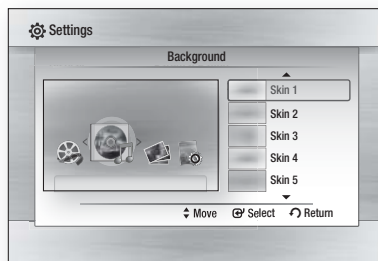 Settings
Background
Skin 1
Skin 2
Skin 3
Skin 4
Skin 5
Move Select Return